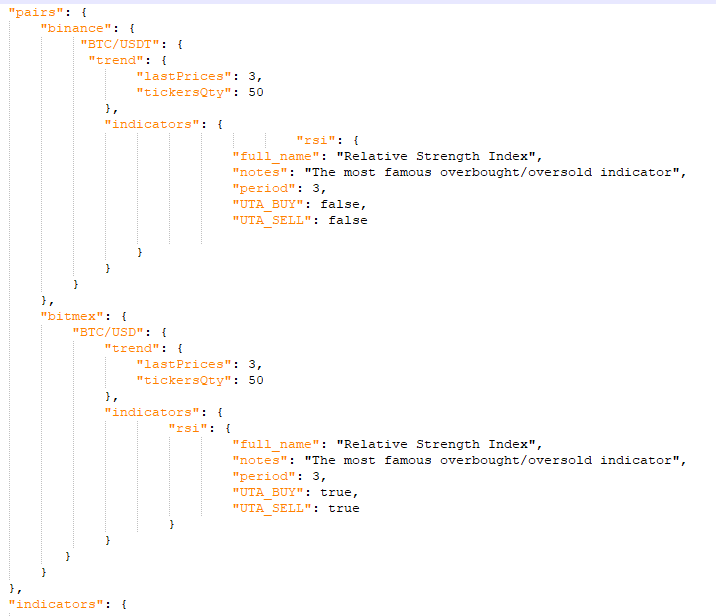 "pairs": {
"binance": {
"BTC/USDT": {
"trend": {
"lastPrices": 3,
"tickersQty": 50
},
"indicators": {
"rsi": {
"full_name": "Relative Strength Index",
"notes": "The most famous overbought/oversold indicator",
"period": 3,
"UTA_BUY": false,
"UTA_SELL": false
}
}
}
},
"bitmex": {
"BTC/USD": {
"trend": {
"lastPrices": 3,
"tickersQty": 50
},
"indicators": {
"rsi": {
"full_name": "Relative Strength Index",
"notes": "The most famous overbought/oversold indicator",
"period": 3,
"UTA_BUY": true,
"UTA_SELL": true
}
}
}
}
},
"indicators": {